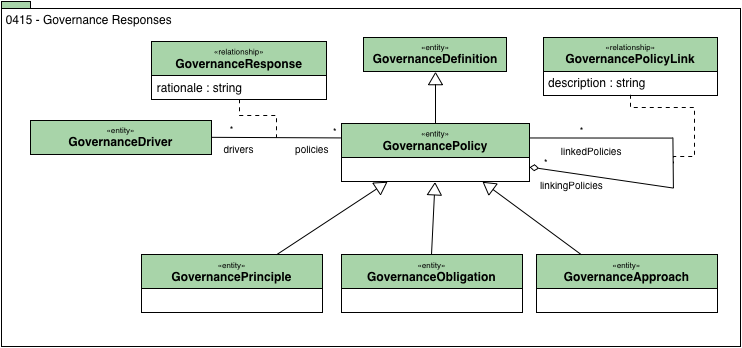 0415 - Governance Responses
«relationship»
GovernanceResponse
rationale : string
«entity»
GovernanceDefinition
«relationship»
GovernancePolicyLink
description : string
«entity»
GovernanceDriver
*
drivers
*
policies
«entity»
GovernancePolicy
*
linkedPolicies
*
linkingPolicies
«entity»
GovernancePrinciple
«entity»
GovernanceObligation
«entity»
GovernanceApproach